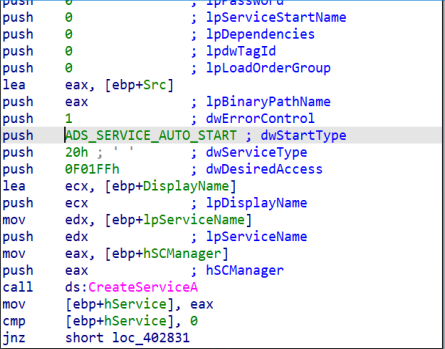 push 0 ; lpPassword
push 0 ; lpServiceStartName
push 0 ; lpDependencies
push 0 ; lpdwTagId
push 0 ; lpLoadOrderGroup
lea eax, [ebp+Src]
push eax ; lpBinaryPathName
push 1 ; dwErrorControl
push ADS_SERVICE_AUTO_START ; dwStartType
push 20h ; ' ' ; dwServiceType
push 0F01FFh ; dwDesiredAccess
lea ecx, [ebp+DisplayName]
push ecx ; lpDisplayName
mov edx, [ebp+lpServiceName]
push edx ; lpServiceName
mov eax, [ebp+hSCManager]
push eax ; hSCManager
call ds:CreateServiceA
mov [ebp+hService], eax
cmp [ebp+hService], 0
jnz short loc_402831